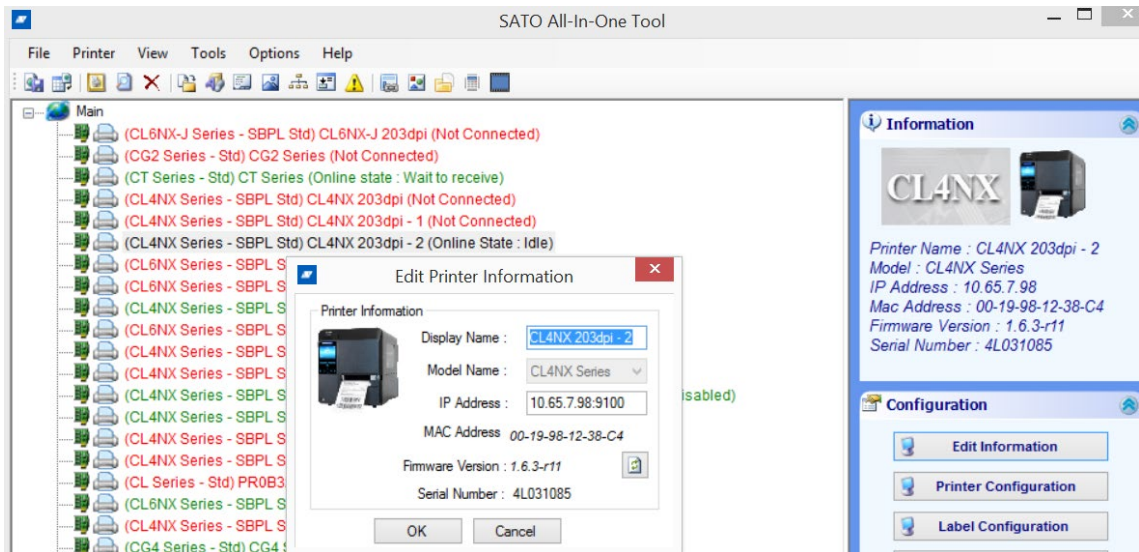 SATO All-In-One Tool
File Printer View Tools Options Help
Main
(CL6NX-J Series - SBPL Std) CL6NX-J 203dpi (Not Connected)
(CG2 Series - Std) CG2 Series (Not Connected)
(CT Series - Std) CT Series (Online state : Wait to receive)
(CL4NX Series - SBPL Std) CL4NX 203dpi (Not Connected)
(CL4NX Series - SBPL Std) CL4NX 203dpi - 1 (Not Connected)
(CL4NX Series - SBPL Std) CL4NX 203dpi - 2 (Online State : Idle)
(CL6NX Series - SBPL S
(CL6NX Series - SBPL S
(CL4NX Series - SBPL S
(CL6NX Series - SBPL S
(CL4NX Series - SBPL S
(CL4NX Series - SBPL S
(CL4NX Series - SBPL S
isabled)
(CL4NX Series - SBPL S
(CL4NX Series - SBPL S
(CL4NX Series - SBPL S
(CL Series - Std) PR0B3
(CL6NX Series - SBPL S
(CL4NX Series - SBPL S
(CG4 Series - Std) CG4 S
Edit Printer Information
Printer Information
Display Name : CL4NX 203dpi - 2
Model Name : CL4NX Series
IP Address : 10.65.7.98:9100
MAC Address 00-19-98-12-38-C4
Firmware Version : 1.6.3-r11
Serial Number : 4L031085
OK Cancel
Information
CL4NX
Printer Name : CL4NX 203dpi - 2
Model : CL4NX Series
IP Address : 10.65.7.98
Mac Address : 00-19-98-12-38-C4
Firmware Version : 1.6.3-r11
Serial Number : 4L031085
Configuration
Edit Information
Printer Configuration
Label Configuration